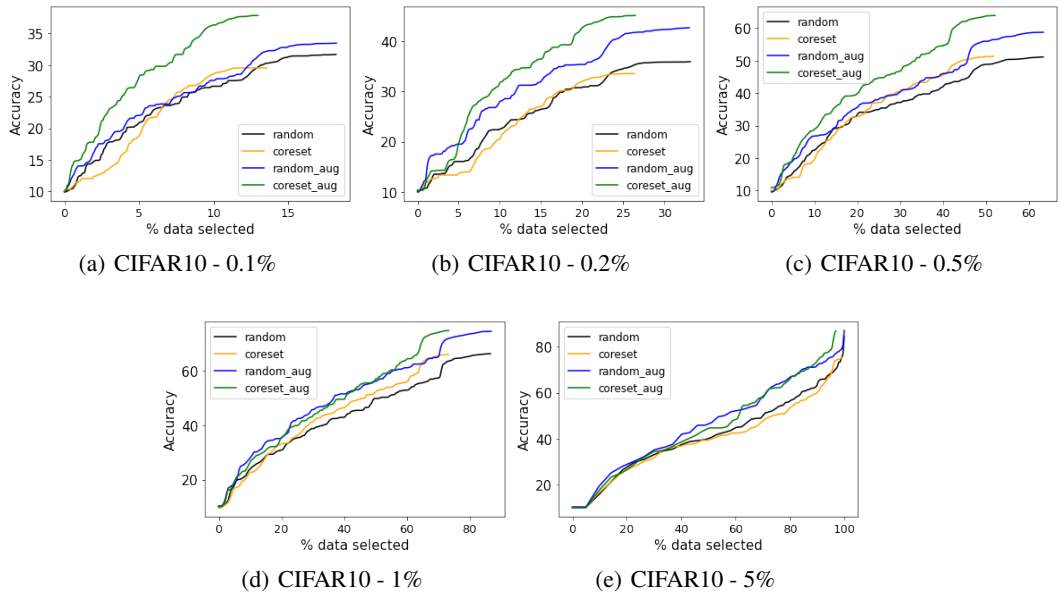 35
30
25
20
15
10
Accuracy
random
coreset
random_aug
coreset_aug
0 5 10 15
% data selected
(a) CIFAR10 - 0.1%
40
30
20
10
Accuracy
random
coreset
random_aug
coreset_aug
0 5 10 15 20 25 30
% data selected
(b) CIFAR10 - 0.2%
60
50
40
30
20
10
Accuracy
random
coreset
random_aug
coreset_aug
0 10 20 30 40 50 60
% data selected
(c) CIFAR10 - 0.5%
60
40
20
Accuracy
random
coreset
random_aug
coreset_aug
0 20 40 60 80
% data selected
(d) CIFAR10 - 1%
80
60
40
20
Accuracy
random
coreset
random_aug
coreset_aug
0 20 40 60 80 100
% data selected
(e) CIFAR10 - 5%